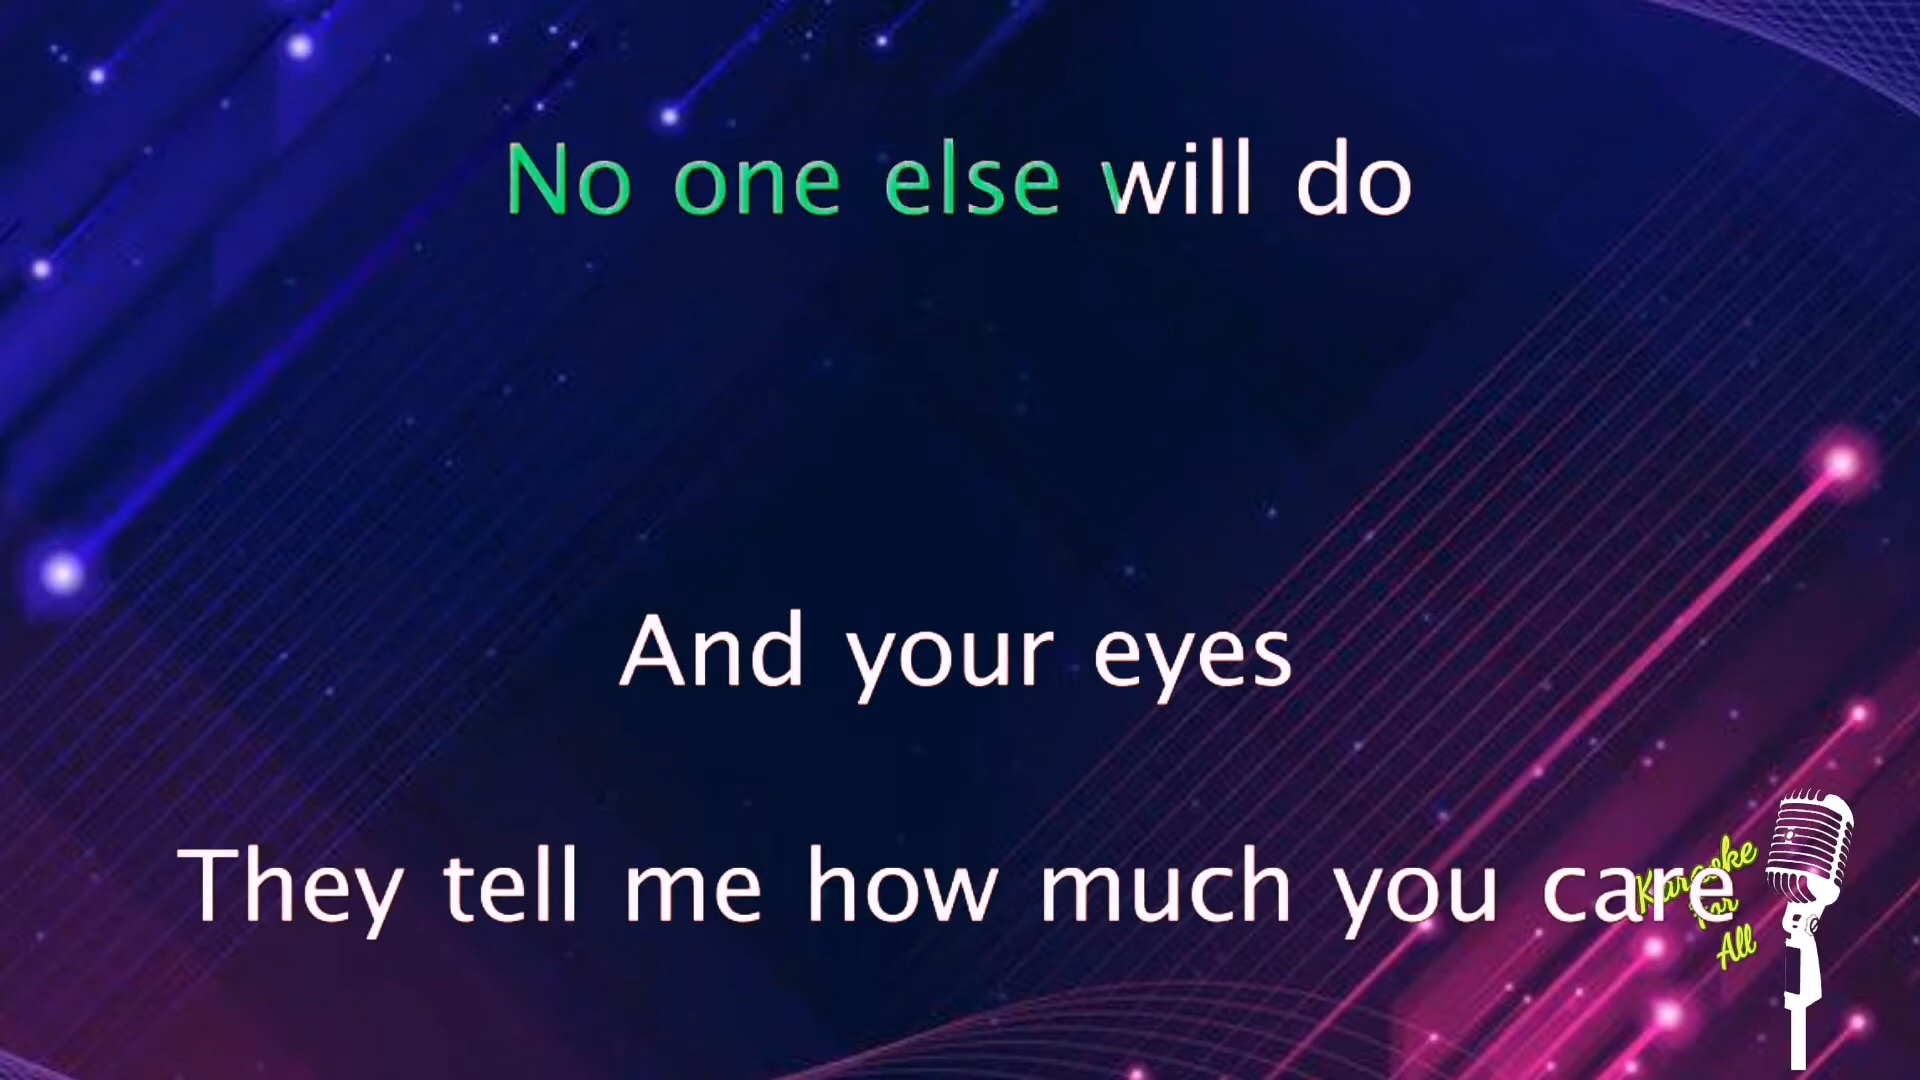 No one else will do
And your eyes
They tell me how much you care
Karaoke
For
All